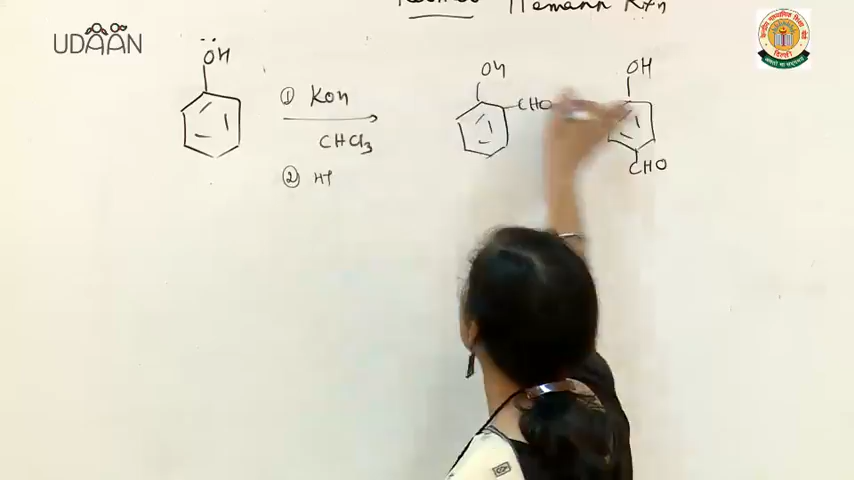 Hemann Rxn
UDAAN
OH
① KOH
CHCl3
② H+
OH
CHO
OH
CHO